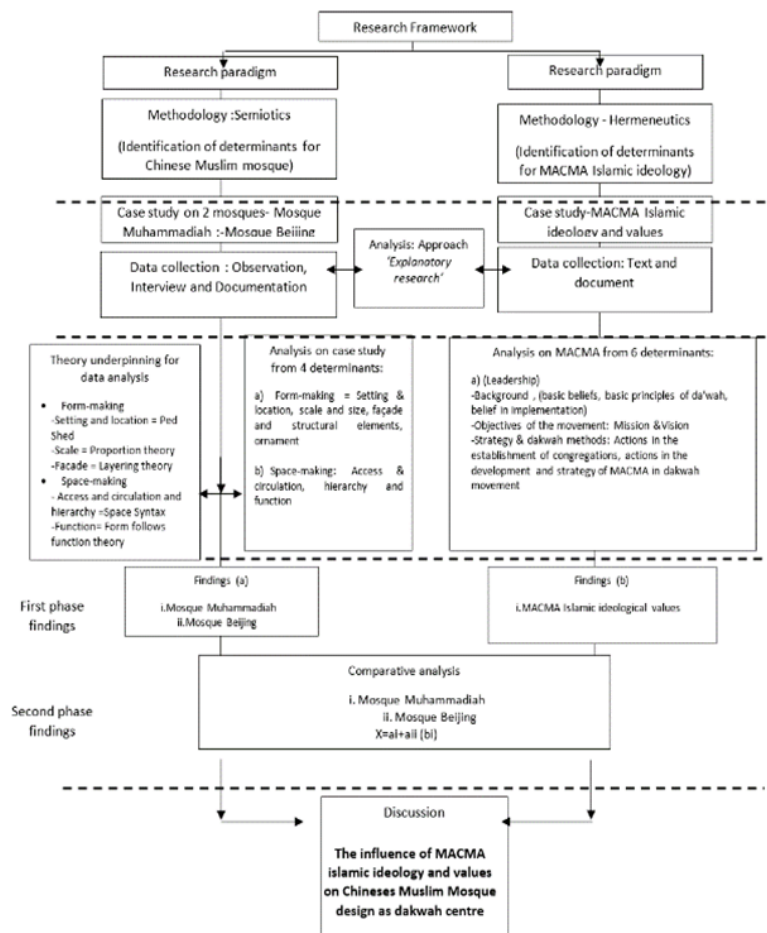 Research Framework
Research paradigm
Research paradigm
Methodology :Semiotics
(Identification of determinants for
Chinese Muslim mosque)
Methodology - Hermeneutics
(Identification of determinants
for MACMA Islamic ideology)
Case study on 2 mosques- Mosque
Muhammadiah :-Mosque Beijing
Case study-MACMA Islamic
ideology and values
Analysis: Approach
'Explanatory
research'
Data collection : Observation,
Interview and Documentation
Data collection: Text and
document
Theory underpinning for
data analysis
• Form-making
-Setting and location = Ped
Shed
-Scale = Proportion theory
-Facade = Layering theory
• Space-making
- Access and circulation and
hierarchy =Space Syntax
-Function= Form follows
function theory
Analysis on case study
from 4 determinants:
a) Form-making = Setting &
location, scale and size, façade
and structural elements,
ornament
b) Space-making: Access &
circulation, hierarchy and
function
Analysis on MACMA from 6 determinants:
a) (Leadership)
-Background , (basic beliefs, basic principles of da'wah,
belief in implementation)
-Objectives of the movement: Mission &Vision
-Strategy & dakwah methods: Actions in the
establishment of congregations, actions in the
development and strategy of MACMA in dakwah
movement
First phase
findings
Findings (a)
i.Mosque Muhammadiah
ii.Mosque Beijing
Findings (b)
i.MACMA Islamic ideological values
Second phase
findings
Comparative analysis
i. Mosque Muhammadiah
ii. Mosque Beijing
X=ai+aii (bi)
Discussion
The influence of MACMA
islamic ideology and values
on Chineses Muslim Mosque
design as dakwah centre